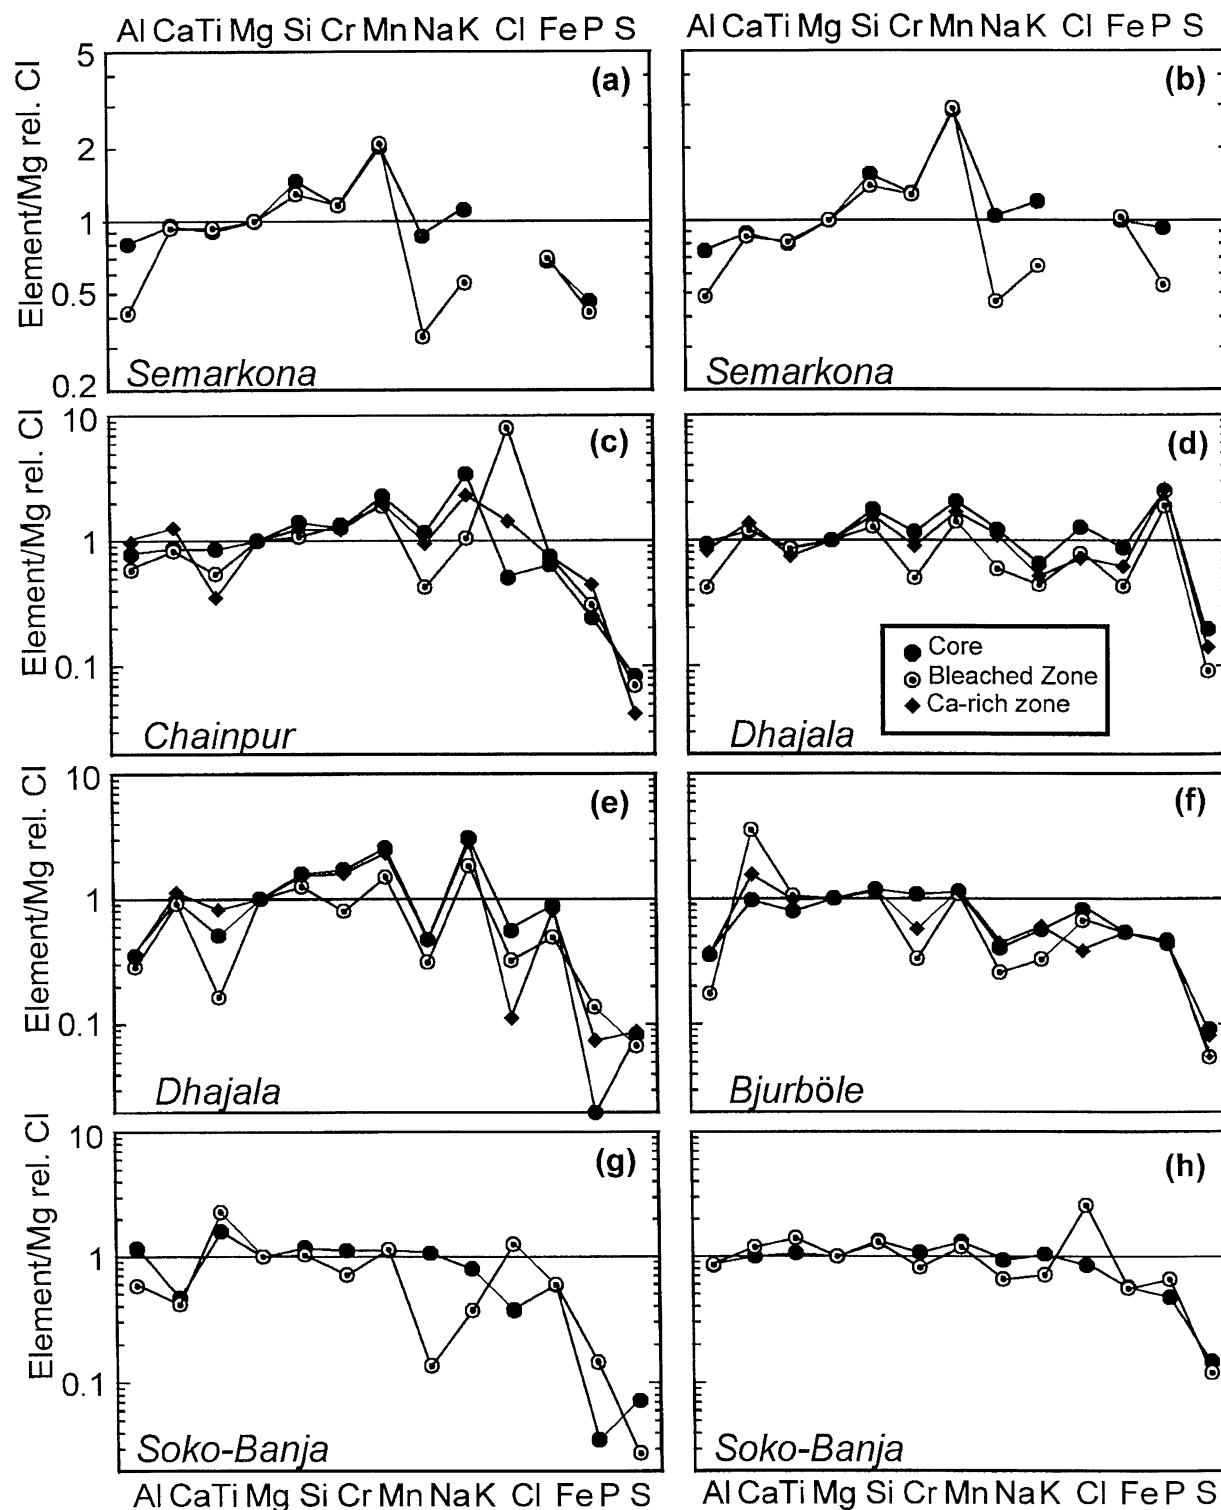 Al Ca Ti Mg Si Cr Mn Na K Cl Fe P S
Al Ca Ti Mg Si Cr Mn Na K Cl Fe P S
Element/Mg rel. CI
5
2
1
0.5
0.2
(a)
Semarkona
(b)
Semarkona
Element/Mg rel. CI
10
1
0.1
(c)
Chainpur
(d)
Core
Bleached Zone
Ca-rich zone
Dhajala
Element/Mg rel. CI
10
1
0.1
(e)
Dhajala
(f)
Bjurböle
Element/Mg rel. CI
10
1
0.1
(g)
Soko-Banja
(h)
Soko-Banja
Al Ca Ti Mg Si Cr Mn Na K Cl Fe P S
Al Ca Ti Mg Si Cr Mn Na K Cl Fe P S